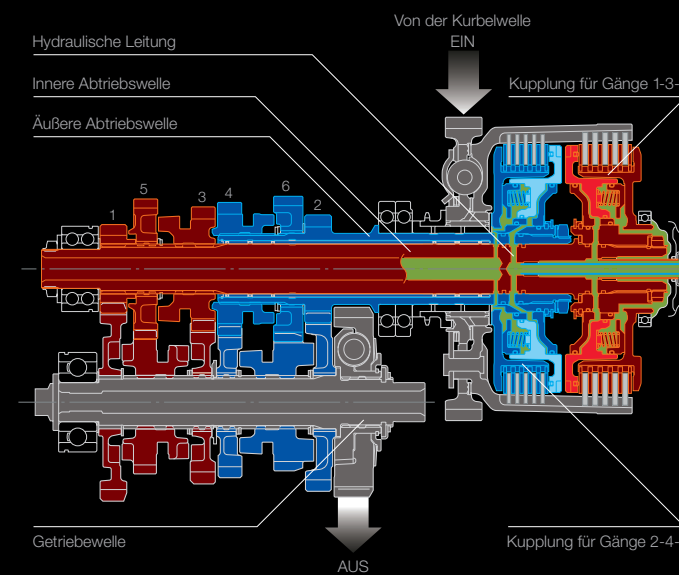 Von der Kurbelwelle
EIN
Hydraulische Leitung
Innere Abtriebswelle
Kupplung für Gänge 1-3-
Äußere Abtriebswelle
1
5
3
4
6
2
Getriebewelle
Kupplung für Gänge 2-4-
AUS